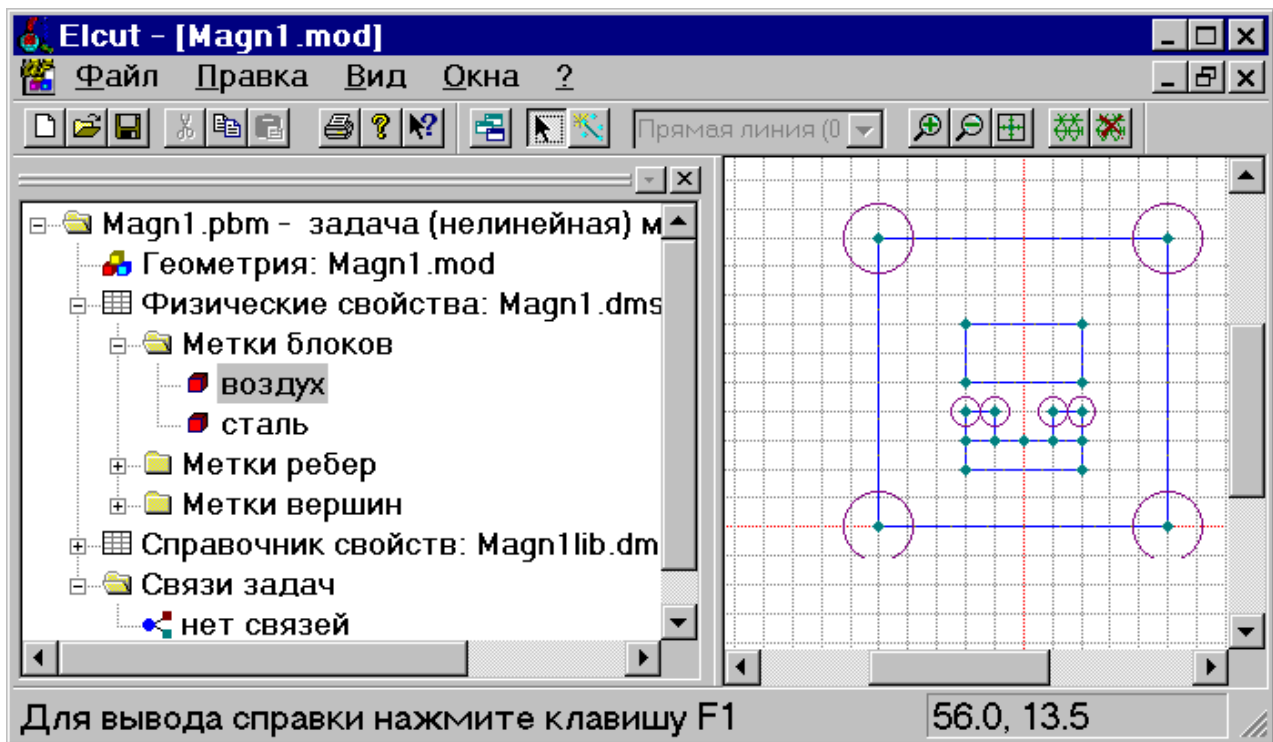 Elcut - [Magn1.mod]
Файл Правка Вид Окна ?
Прямая линия (0
Magn1.pbm - задача (нелинейная) м
Геометрия: Magn1.mod
Физические свойства: Magn1.dms
Метки блоков
воздух
сталь
Метки ребер
Метки вершин
Справочник свойств: Magn1lib.dm
Связи задач
нет связей
Для вывода справки нажмите клавишу F1
56.0, 13.5